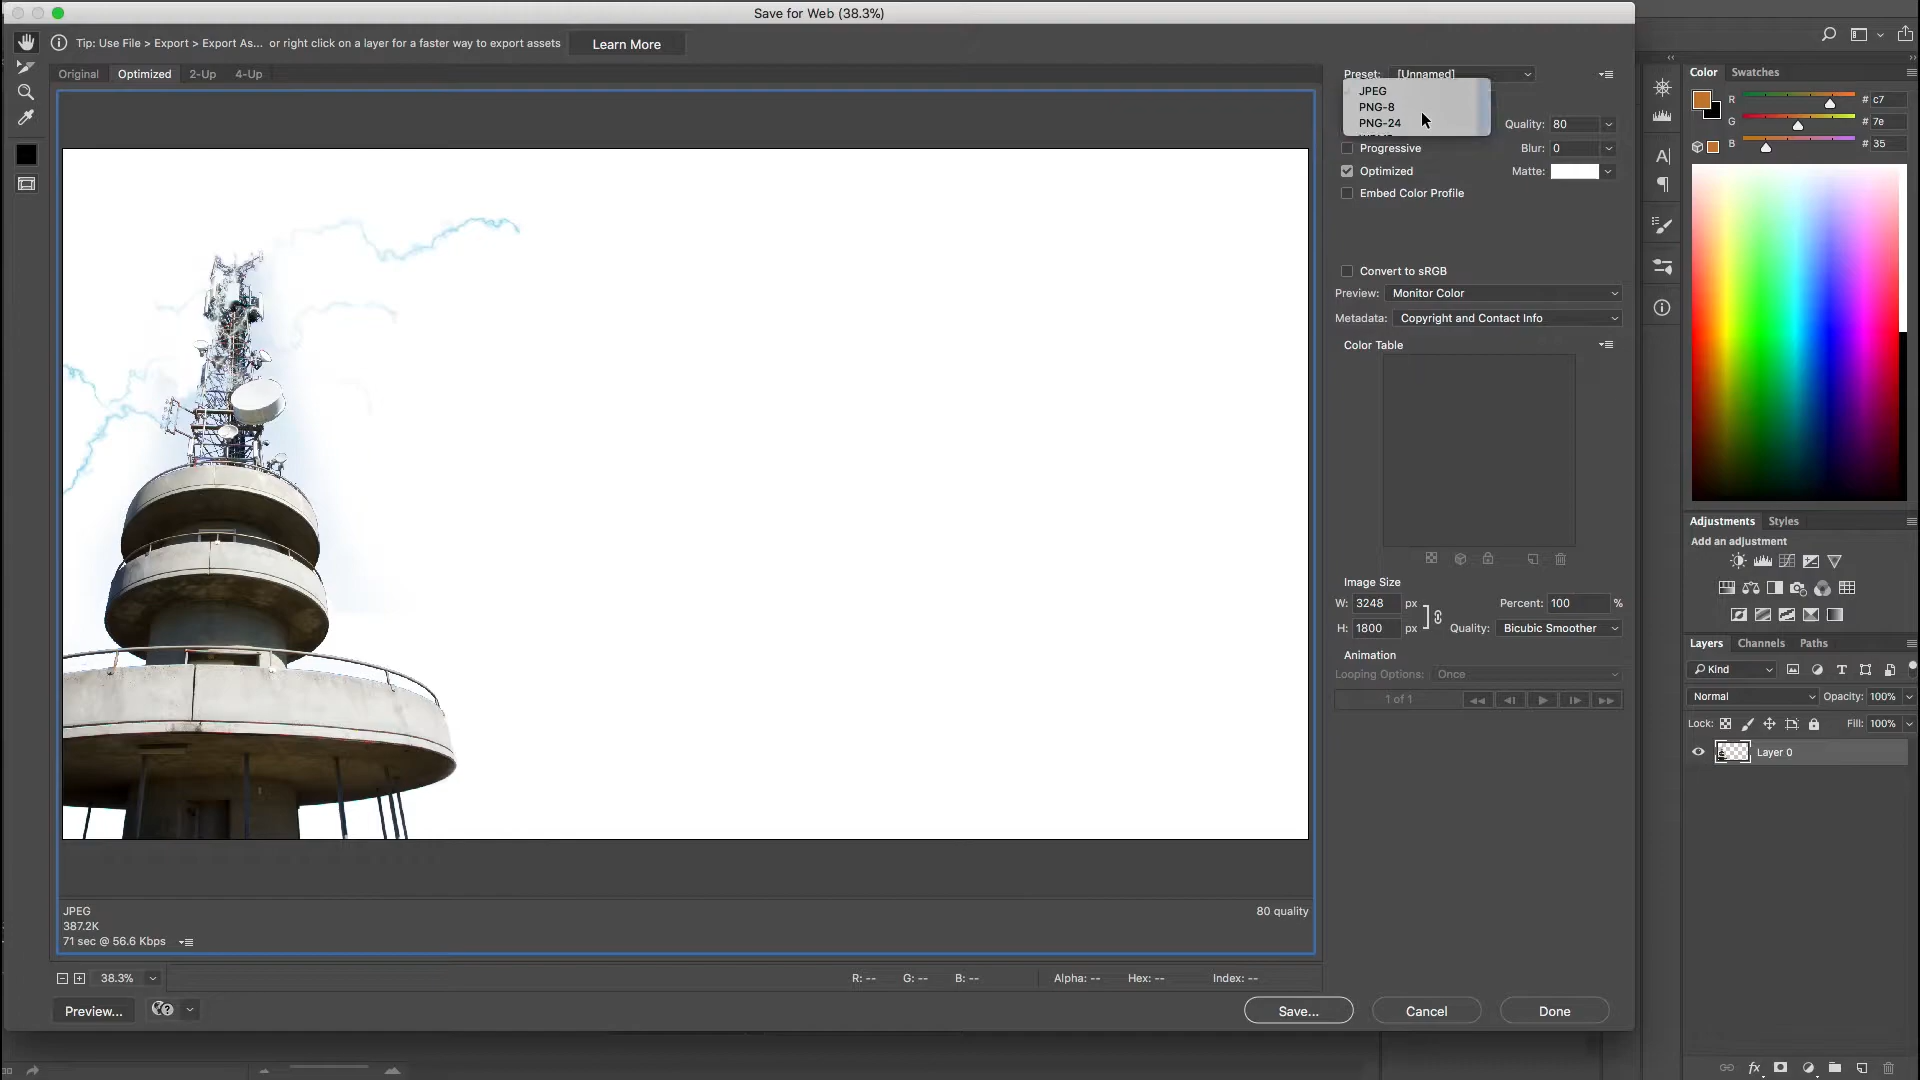 Save for Web (38.3%)
Tip: Use File > Export > Export As... or right click on a layer for a faster way to export assets
Learn More
Original Optimized 2-Up 4-Up
Preset: [Unnamed]
JPEG
PNG-8
PNG-24
Quality: 80
Progressive Blur: 0
Optimized Matte:
Embed Color Profile
Convert to sRGB
Preview: Monitor Color
Metadata: Copyright and Contact Info
Color Table
Image Size
W: 3248 px Percent: 100 %
H: 1800 px Quality: Bicubic Smoother
Animation
Looping Options: Once
1 of 1
JPEG
387.2K
71 sec @ 56.6 Kbps
80 quality
38.3%
R: -- G: -- B: -- Alpha: -- Hex: -- Index: --
Preview...
Save... Cancel Done
Color Swatches
R # c7
G # 7e
B # 35
A
Adjustments Styles
Add an adjustment
Layers Channels Paths
Kind
Normal Opacity: 100%
Lock: Fill: 100%
Layer 0
fx